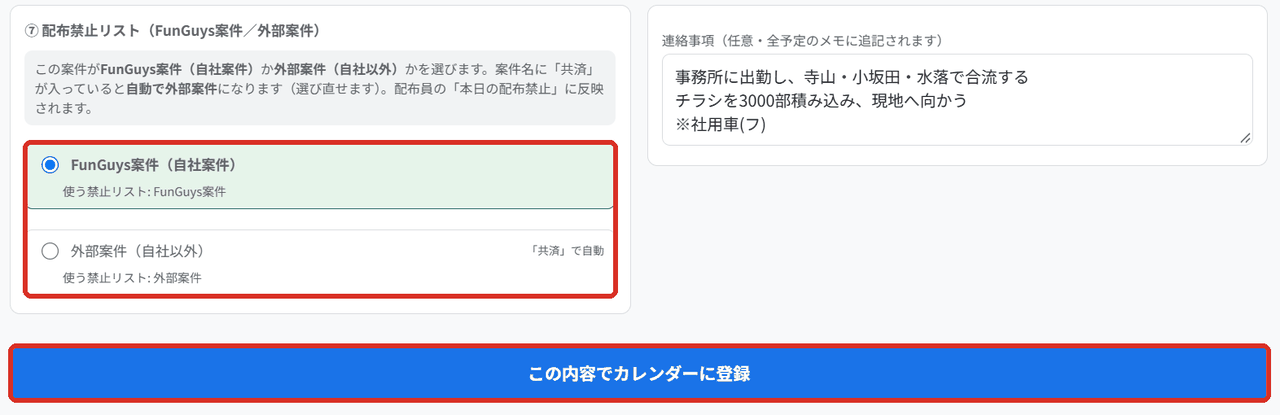 ⑦ 配布禁止リスト（FunGuys案件／外部案件）
この案件がFunGuys案件（自社案件）か外部案件（自社以外）かを選びます。案件名に「共済」
が入っていると自動で外部案件になります（選び直せます）。配布員の「本日の配布禁止」に反映
されます。
FunGuys案件（自社案件）
使う禁止リスト: FunGuys案件
外部案件（自社以外）
「共済」で自動
使う禁止リスト: 外部案件
連絡事項（任意・全予定のメモに追記されます）
事務所に出勤し、寺山・小坂田・水落で合流する
チラシを3000部積み込み、現地へ向かう
※社用車(フ)
この内容でカレンダーに登録